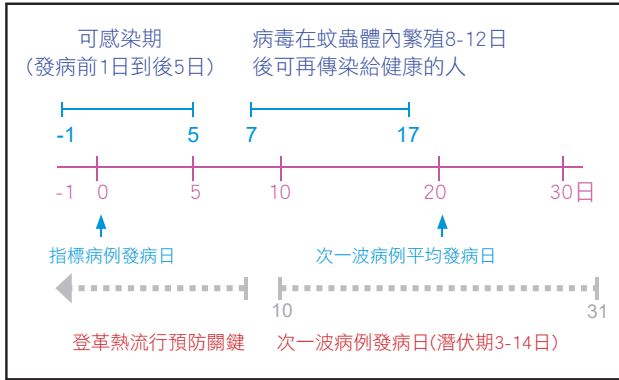 可感染期
(發病前1日到後5日)
病毒在蚊蟲體內繁殖8-12日
後可再傳染給健康的人
-1 5 7 17
-1 0 5 10 20 30日
指標病例發病日 次一波病例平均發病日
10 31
登革熱流行預防關鍵 次一波病例發病日(潛伏期3-14日)